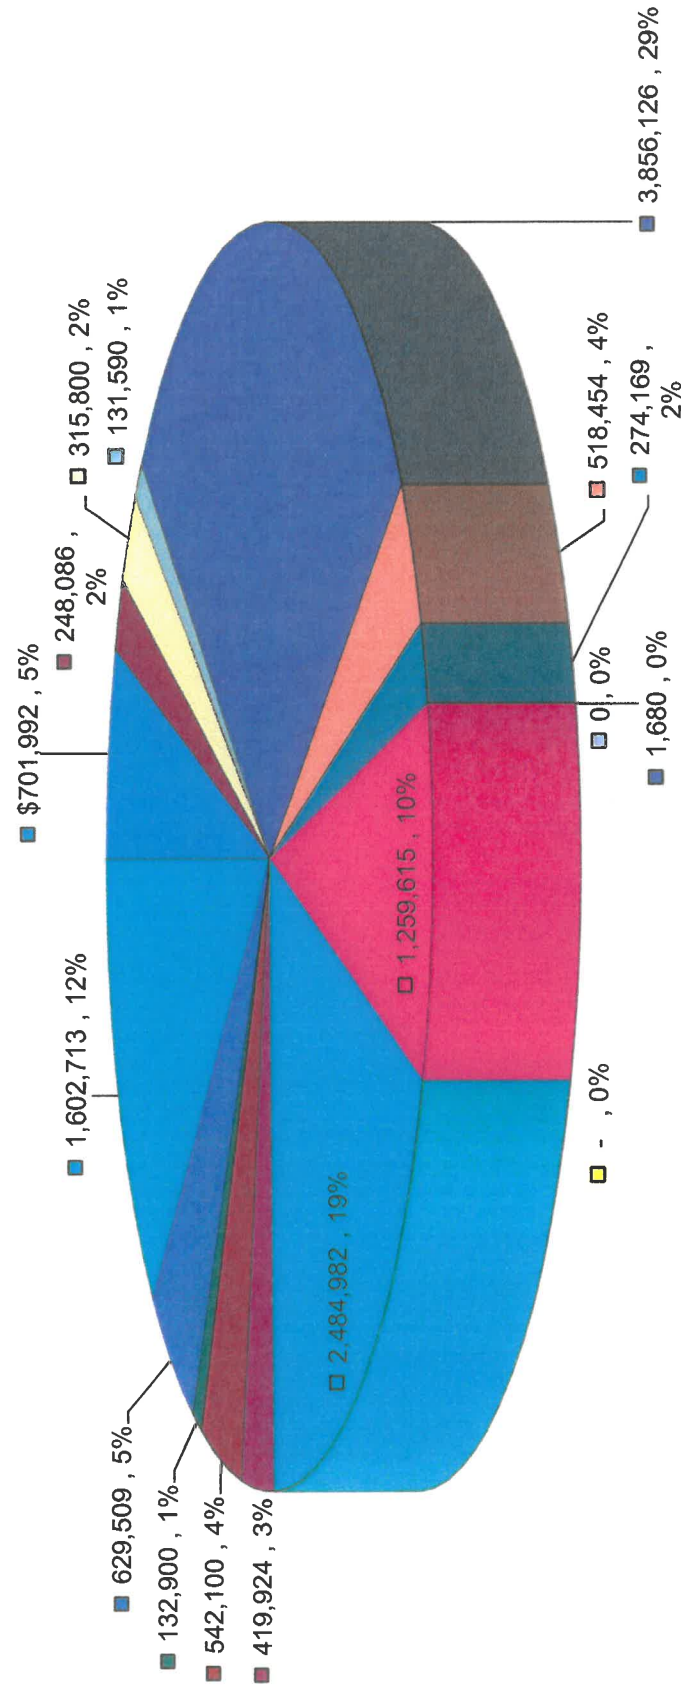 $701,992 , 5%
248,086 ,
2%
315,800 , 2%
131,590 , 1%
3,856,126 , 29%
518,454 , 4%
274,169 ,
2%
0 , 0%
1,680 , 0%
1,259,615 , 10%
- , 0%
2,484,982 , 19%
419,924 , 3%
542,100 , 4%
132,900 , 1%
629,509 , 5%
1,602,713 , 12%